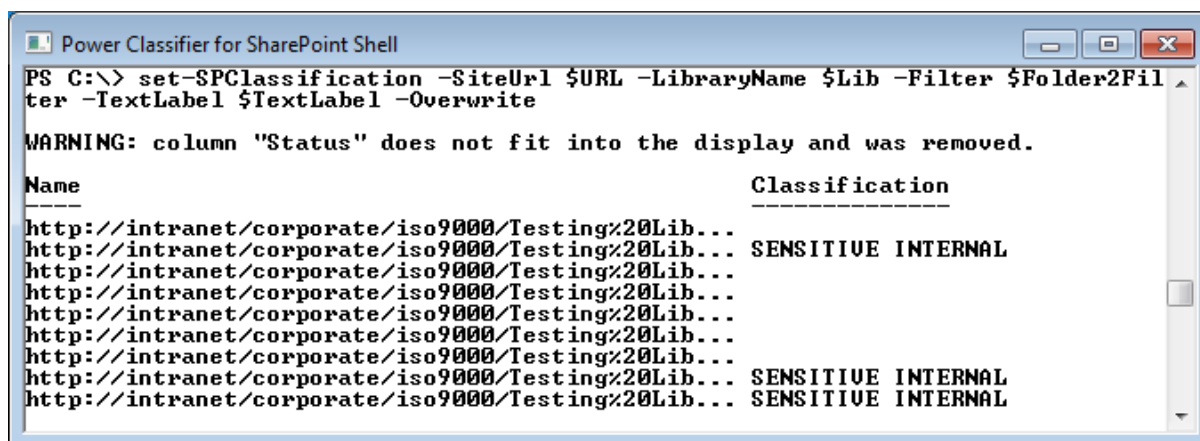 Power Classifier for SharePoint Shell
PS C:\> set-SPClassification -SiteUrl $URL -LibraryName $Lib -Filter $Folder2Fil
ter -TextLabel $TextLabel -Overwrite
WARNING: column "Status" does not fit into the display and was removed.
Name Classification
---- --------------
http://intranet/corporate/iso9000/Testing%20Lib...
http://intranet/corporate/iso9000/Testing%20Lib... SENSITIVE INTERNAL
http://intranet/corporate/iso9000/Testing%20Lib...
http://intranet/corporate/iso9000/Testing%20Lib...
http://intranet/corporate/iso9000/Testing%20Lib...
http://intranet/corporate/iso9000/Testing%20Lib...
http://intranet/corporate/iso9000/Testing%20Lib...
http://intranet/corporate/iso9000/Testing%20Lib... SENSITIVE INTERNAL
http://intranet/corporate/iso9000/Testing%20Lib... SENSITIVE INTERNAL